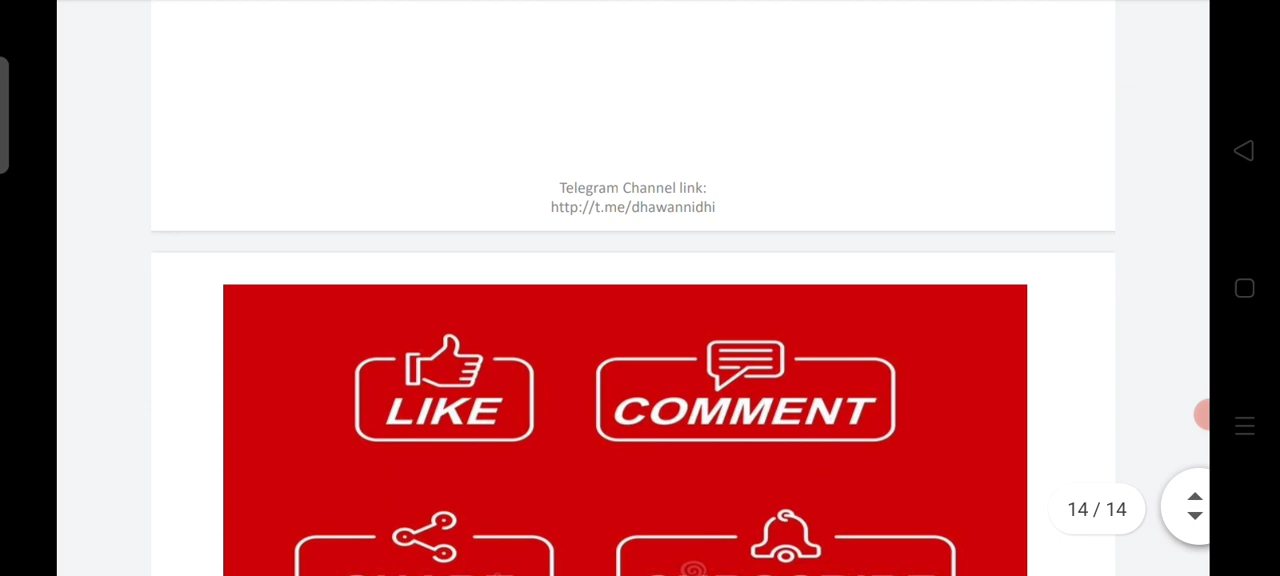 Telegram Channel link:
http://t.me/dhawannidhi
LIKE
COMMENT
14 / 14